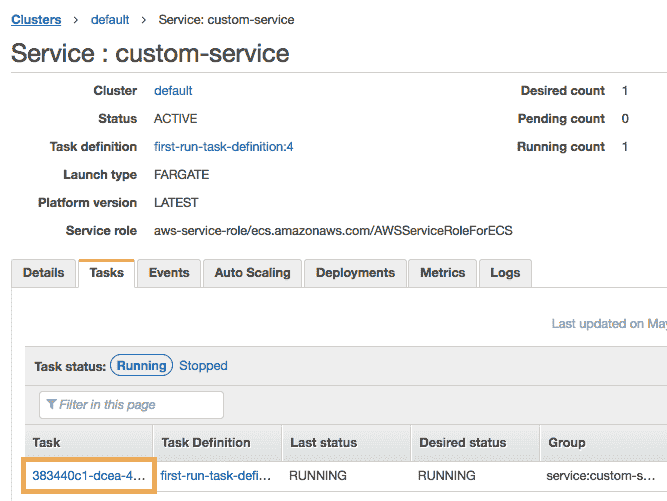 Clusters > default > Service: custom-service
Service : custom-service
Cluster default Desired count 1
Status ACTIVE Pending count 0
Task definition first-run-task-definition:4 Running count 1
Launch type FARGATE
Platform version LATEST
Service role aws-service-role/ecs.amazonaws.com/AWSServiceRoleForECS
Details Tasks Events Auto Scaling Deployments Metrics Logs
Last updated on May
Task status: Running Stopped
Filter in this page
Task Task Definition Last status Desired status Group
383440c1-dcea-4... first-run-task-defi... RUNNING RUNNING service:custom-s...